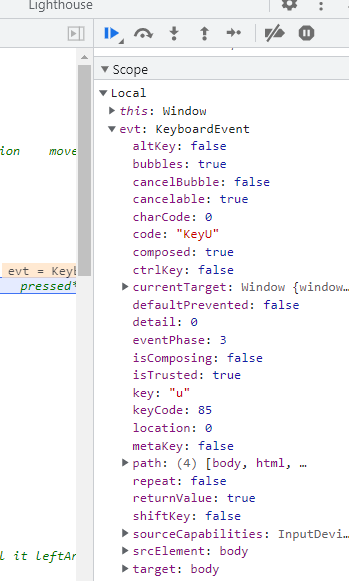 Lighthouse
Scope
Local
this: Window
evt: KeyboardEvent
altKey: false
bubbles: true
cancelBubble: false
cancelable: true
charCode: 0
code: "KeyU"
composed: true
ctrlKey: false
currentTarget: Window {window…
defaultPrevented: false
detail: 0
eventPhase: 3
isComposing: false
isTrusted: true
key: "u"
keyCode: 85
location: 0
metaKey: false
path: (4) [body, html, …
repeat: false
returnValue: true
shiftKey: false
sourceCapabilities: InputDevi…
srcElement: body
target: body
ion move
evt = Keyb
pressed*
l it leftAr